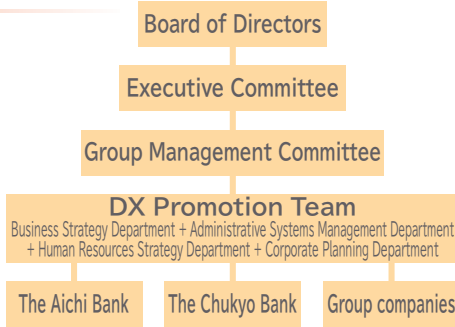 Board of Directors
Executive Committee
Group Management Committee
DX Promotion Team
Business Strategy Department + Administrative Systems Management Department
+ Human Resources Strategy Department + Corporate Planning Department
The Aichi Bank
The Chukyo Bank
Group companies